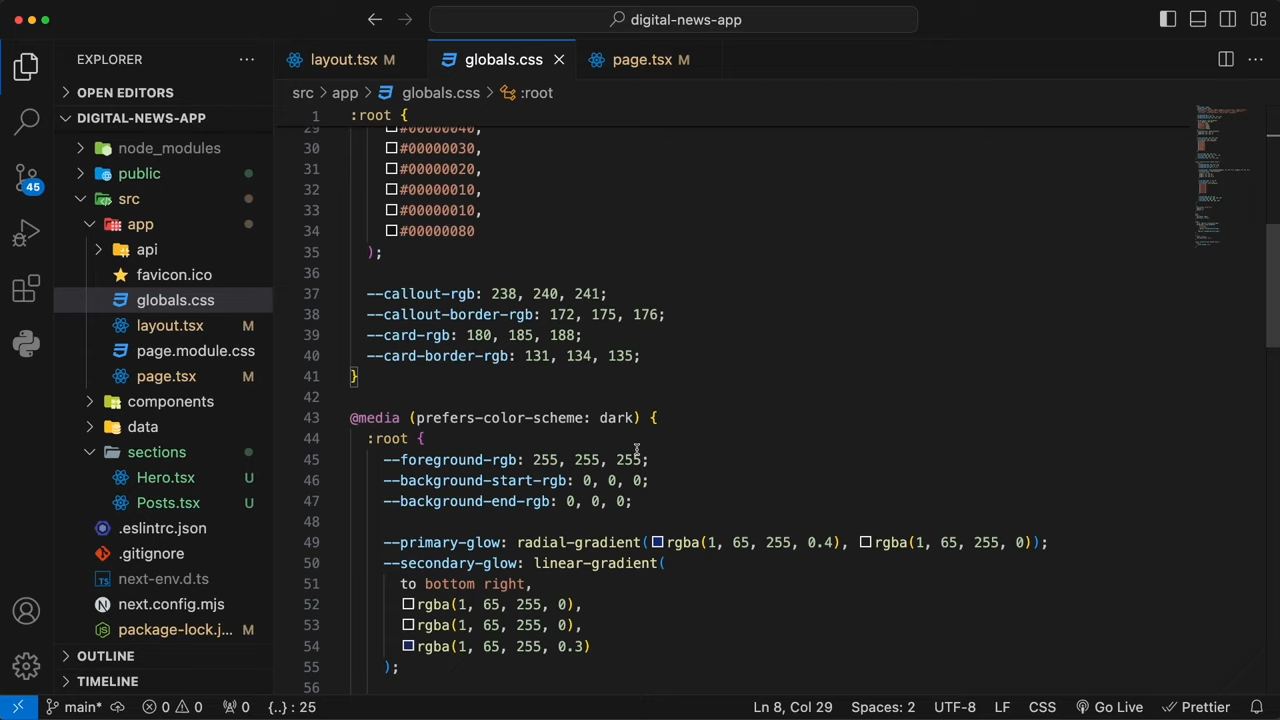 digital-news-app
EXPLORER
layout.tsx M
globals.css
page.tsx M
OPEN EDITORS
src app globals.css :root
DIGITAL-NEWS-APP
1 :root {
29 #00000040,
node_modules
30 #00000030,
public
31 #00000020,
src
32 #00000010,
app
33 #00000010,
34 #00000080
api
35 );
favicon.ico
36
globals.css
37 --callout-rgb: 238, 240, 241;
layout.tsx M
38 --callout-border-rgb: 172, 175, 176;
39 --card-rgb: 180, 185, 188;
page.module.css
40 --card-border-rgb: 131, 134, 135;
page.tsx M
41 }
components
42
43 @media (prefers-color-scheme: dark) {
data
44 :root {
sections
45 --foreground-rgb: 255, 255, 255;
Hero.tsx U
46 --background-start-rgb: 0, 0, 0;
Posts.tsx U
47 --background-end-rgb: 0, 0, 0;
.eslintrc.json
48
.gitignore
49 --primary-glow: radial-gradient(rgba(1, 65, 255, 0.4), rgba(1, 65, 255, 0));
50 --secondary-glow: linear-gradient(
next-env.d.ts
51 to bottom right,
next.config.mjs
52 rgba(1, 65, 255, 0),
package-lock.j... M
53 rgba(1, 65, 255, 0),
54 rgba(1, 65, 255, 0.3)
OUTLINE
55 );
TIMELINE
56
45
main* 0 0 0 {..} : 25 Ln 8, Col 29 Spaces: 2 UTF-8 LF CSS Go Live Prettier